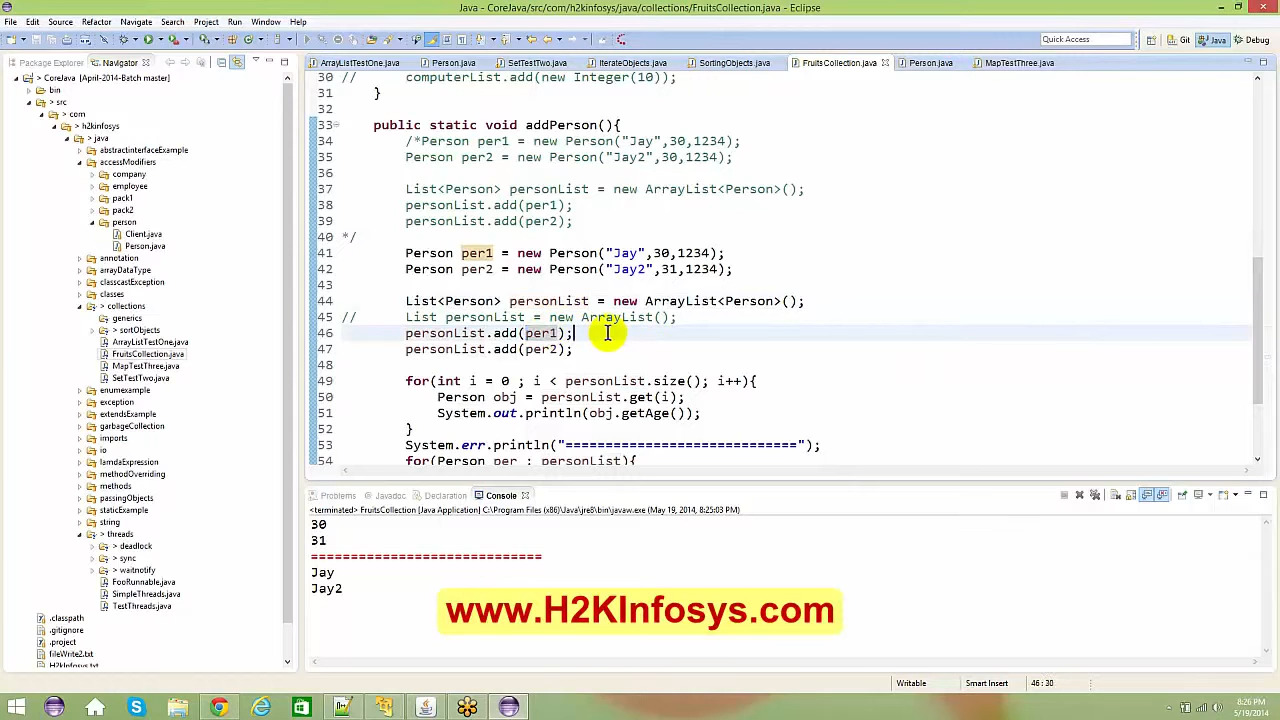 Java - CoreJava/src/com/h2kinfosys/java/collections/FruitsCollection.java - Eclipse
File Edit Source Refactor Navigate Search Project Run Window Help
Quick Access
Git
Java
Debug
Package Explorer
Navigator
ArrayListTestOne.java
Person.java
SetTestTwo.java
IterateObjects.java
SortingObjects.java
FruitsCollection.java
Person.java
MapTestThree.java
> CoreJava [April-2014-Batch master]
bin
> src
> com
> h2kinfosys
> java
abstractinterfaceExample
accessModifiers
company
employee
pack1
pack2
person
Client.java
Person.java
annotation
arrayDataType
classcastException
classes
> collections
generics
> sortObjects
ArrayListTestOne.java
FruitsCollection.java
MapTestThree.java
SetTestTwo.java
enumexample
exception
extendsExample
garbageCollection
imports
io
lamdaExpression
methodOverriding
methods
passingObjects
staticExample
string
> threads
> deadlock
> sync
> waitnotify
FooRunnable.java
SimpleThreads.java
TestThreads.java
.classpath
.gitignore
.project
fileWrite2.txt
H2Kinfosys.txt
30 // computerList.add(new Integer(10));
31 }
32
33 public static void addPerson(){
34 /*Person per1 = new Person("Jay",30,1234);
35 Person per2 = new Person("Jay2",30,1234);
36
37 List<Person> personList = new ArrayList<Person>();
38 personList.add(per1);
39 personList.add(per2);
40 */
41 Person per1 = new Person("Jay",30,1234);
42 Person per2 = new Person("Jay2",31,1234);
43
44 List<Person> personList = new ArrayList<Person>();
45 // List personList = new ArrayList();
46 personList.add(per1);
47 personList.add(per2);
48
49 for(int i = 0 ; i < personList.size(); i++){
50 Person obj = personList.get(i);
51 System.out.println(obj.getAge());
52 }
53 System.err.println("=============================");
54 for(Person per : personList){
Problems
Javadoc
Declaration
Console
<terminated> FruitsCollection [Java Application] C:\Program Files (x86)\Java\jre8\bin\javaw.exe (May 19, 2014, 8:25:03 PM)
30
31
=============================
Jay
Jay2
www.H2KInfosys.com
Writable
Smart Insert
46 : 30
8:26 PM
5/19/2014